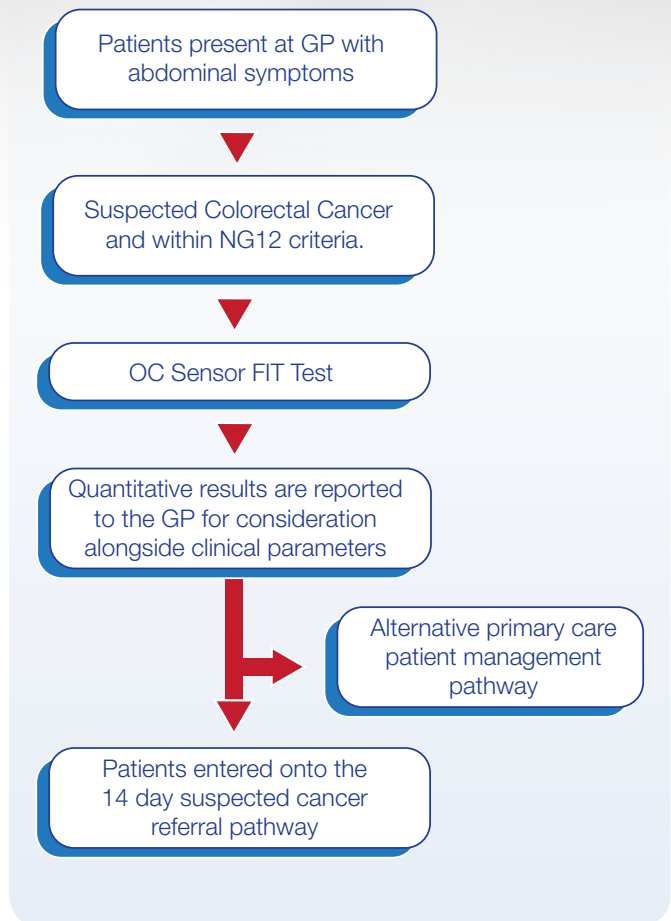 Patients present at GP with
abdominal symptoms
Suspected Colorectal Cancer
and within NG12 criteria.
OC Sensor FIT Test
Quantitative results are reported
to the GP for consideration
alongside clinical parameters
Alternative primary care
patient management
pathway
Patients entered onto the
14 day suspected cancer
referral pathway